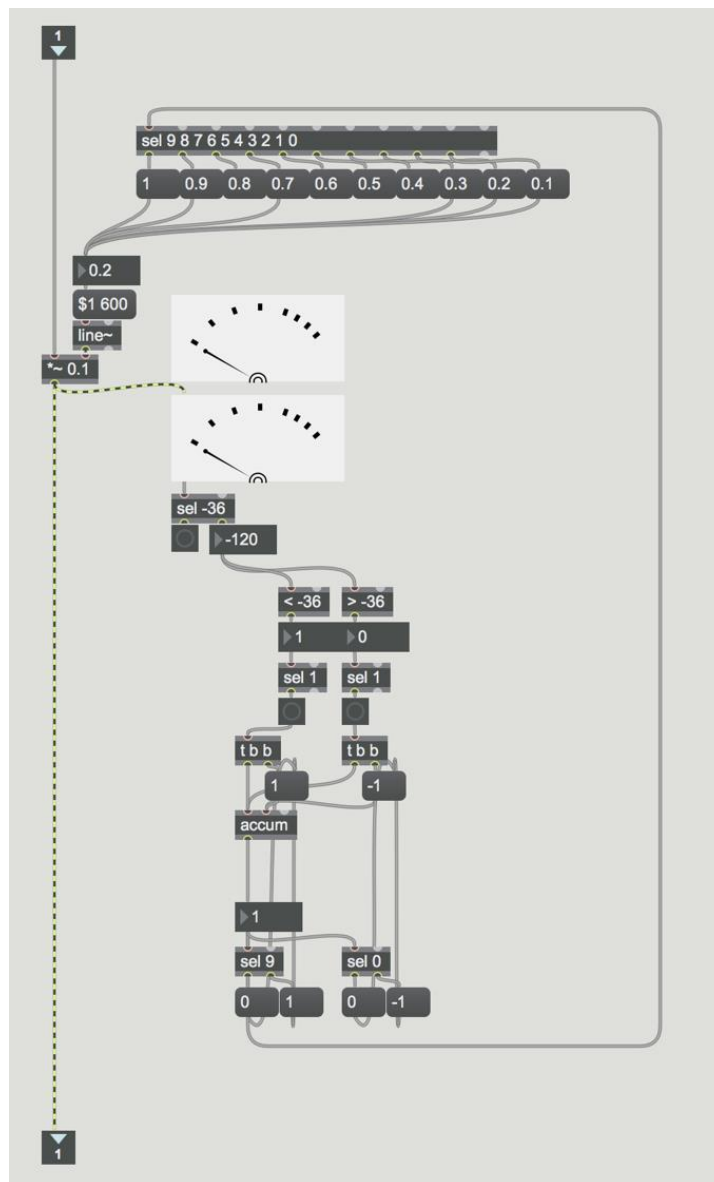 1
sel 9 8 7 6 5 4 3 2 1 0
1 0.9 0.8 0.7 0.6 0.5 0.4 0.3 0.2 0.1
0.2
$1 600
line~
*~ 0.1
sel -36
-120
< -36 > -36
1 0
sel 1 sel 1
t b b t b b
1 -1
accum
1
sel 9 sel 0
0 1 0 -1
1